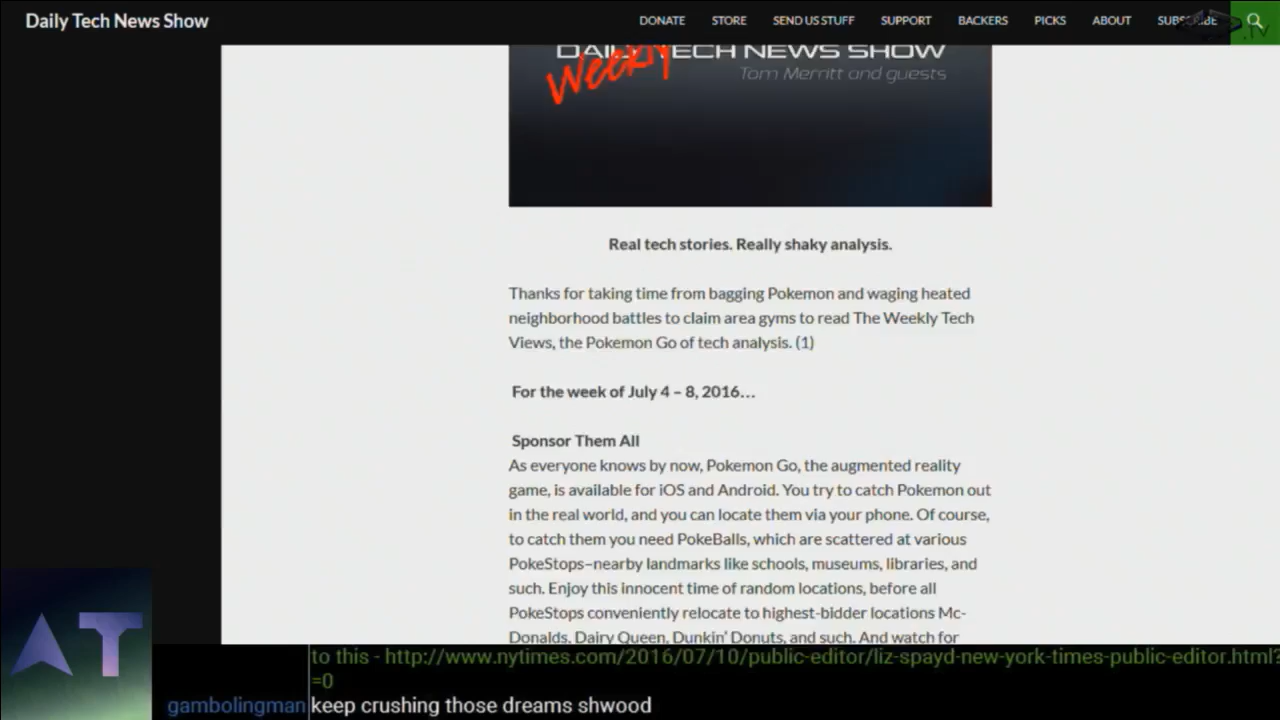 Daily Tech News Show
DONATE STORE SEND US STUFF SUPPORT BACKERS PICKS ABOUT SUBSCRIBE
.tv
DAILY TECH NEWS SHOW
Weekly
Tom Merritt and guests
Real tech stories. Really shaky analysis.
Thanks for taking time from bagging Pokemon and waging heated
neighborhood battles to claim area gyms to read The Weekly Tech
Views, the Pokemon Go of tech analysis. (1)
For the week of July 4 – 8, 2016…
Sponsor Them All
As everyone knows by now, Pokemon Go, the augmented reality
game, is available for iOS and Android. You try to catch Pokemon out
in the real world, and you can locate them via your phone. Of course,
to catch them you need PokeBalls, which are scattered at various
PokeStops–nearby landmarks like schools, museums, libraries, and
such. Enjoy this innocent time of random locations, before all
PokeStops conveniently relocate to highest-bidder locations Mc-
Donalds, Dairy Queen, Dunkin’ Donuts, and such. And watch for
AT
to this - http://www.nytimes.com/2016/07/10/public-editor/liz-spayd-new-york-times-public-editor.html?
=0
gambolingman keep crushing those dreams shwood